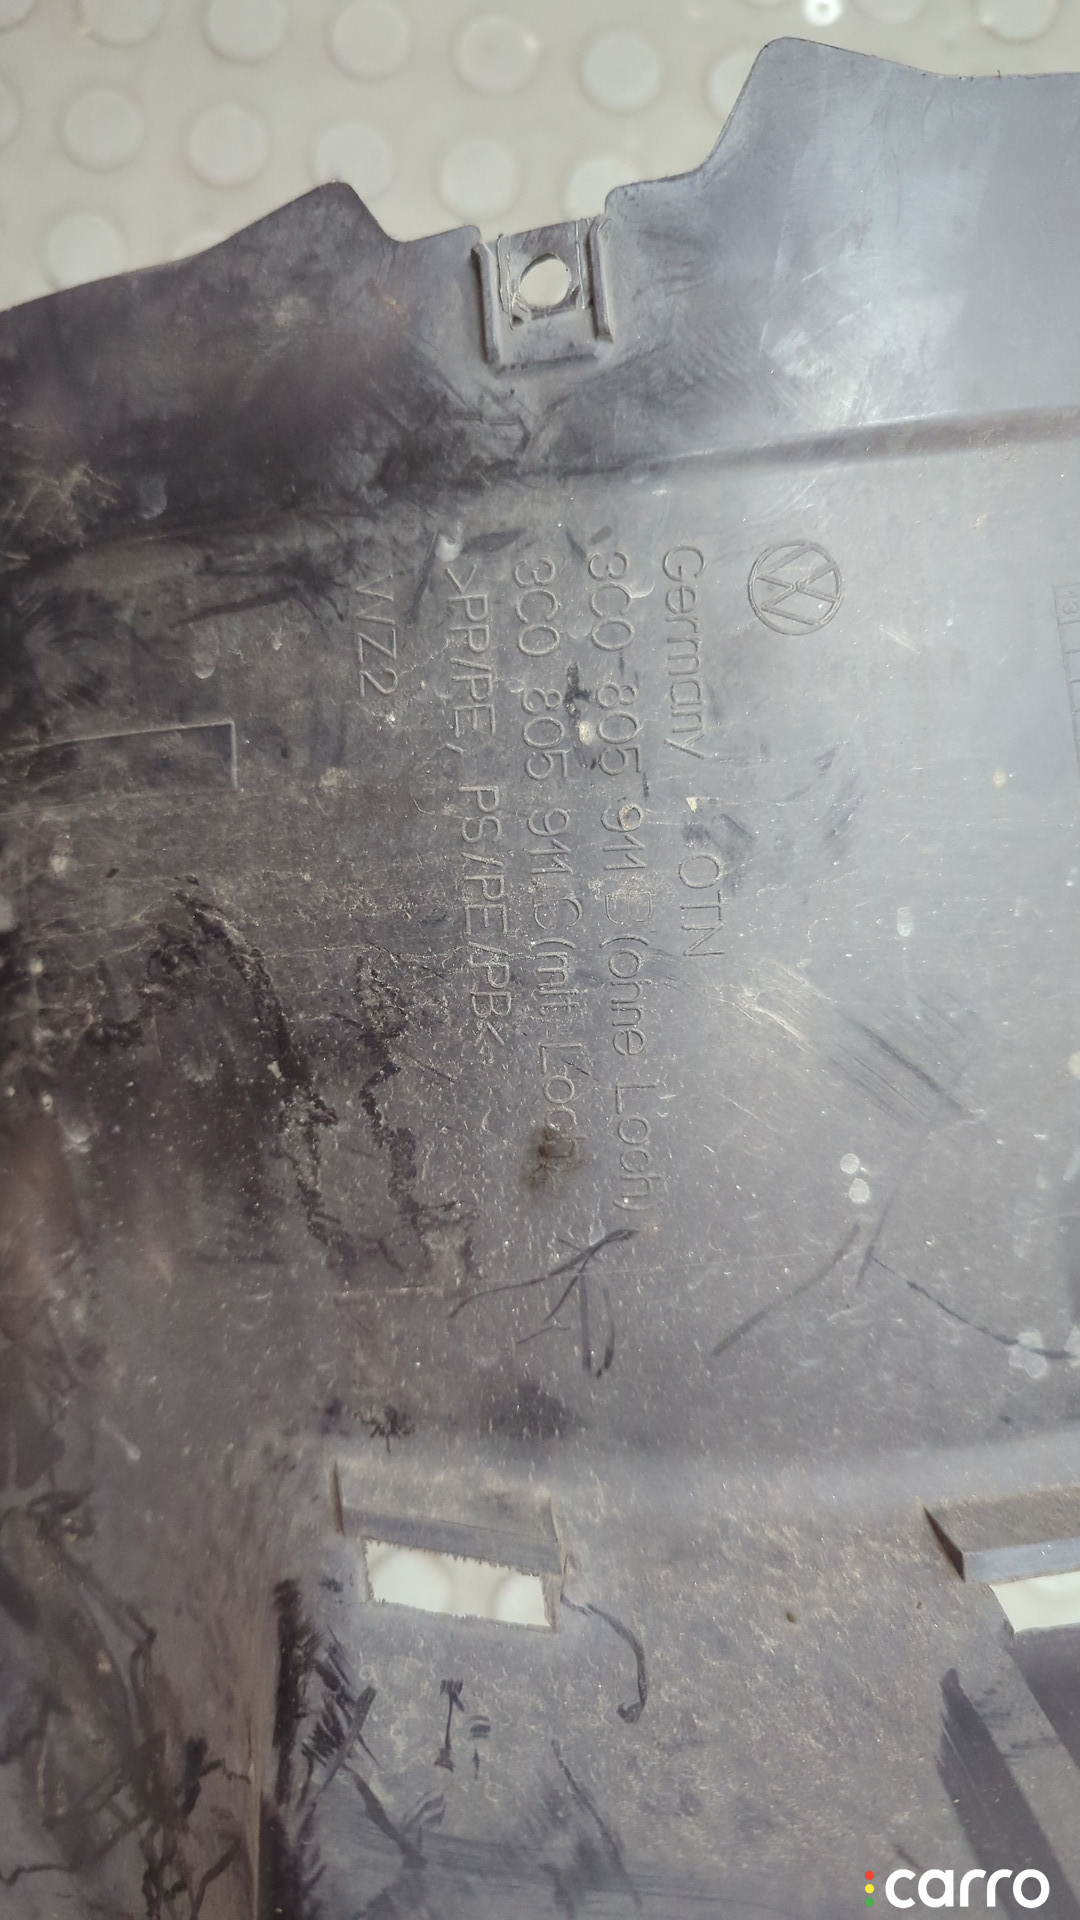 Germany OTN
3C0 805 911 B (ohne Loch)
3C0 805 911 C (mit Loch)
>PP/PE, PS/PE/PB<
WZ2
carro